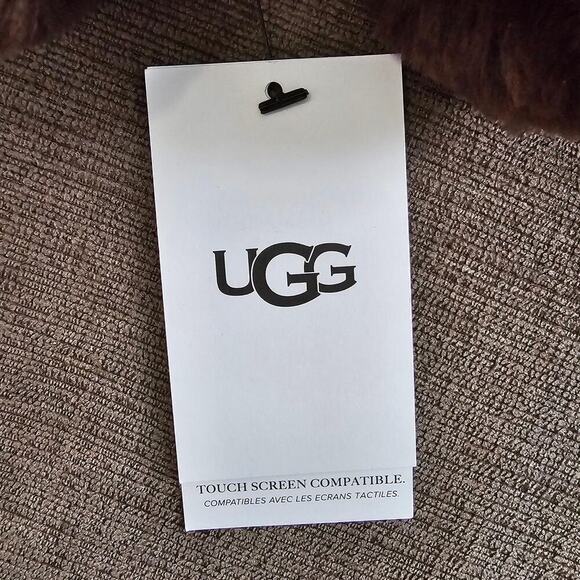 UGG
TOUCH SCREEN COMPATIBLE.
COMPATIBLES AVEC LES ECRANS TACTILES.